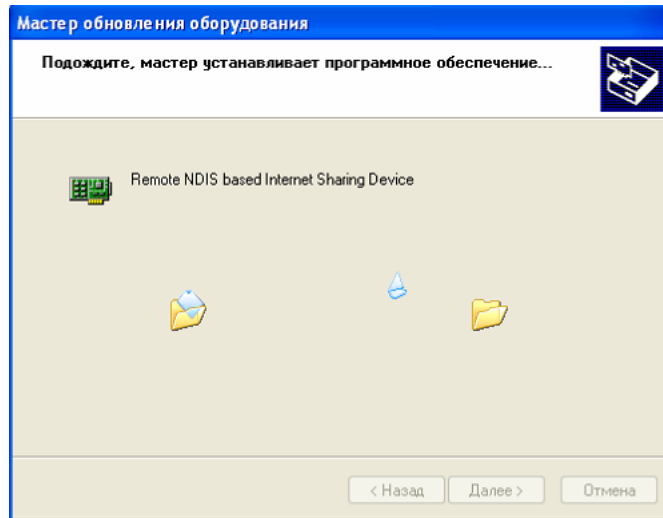 Мастер обновления оборудования
Подождите, мастер устанавливает программное обеспечение...
Remote NDIS based Internet Sharing Device
< Назад Далее > Отмена